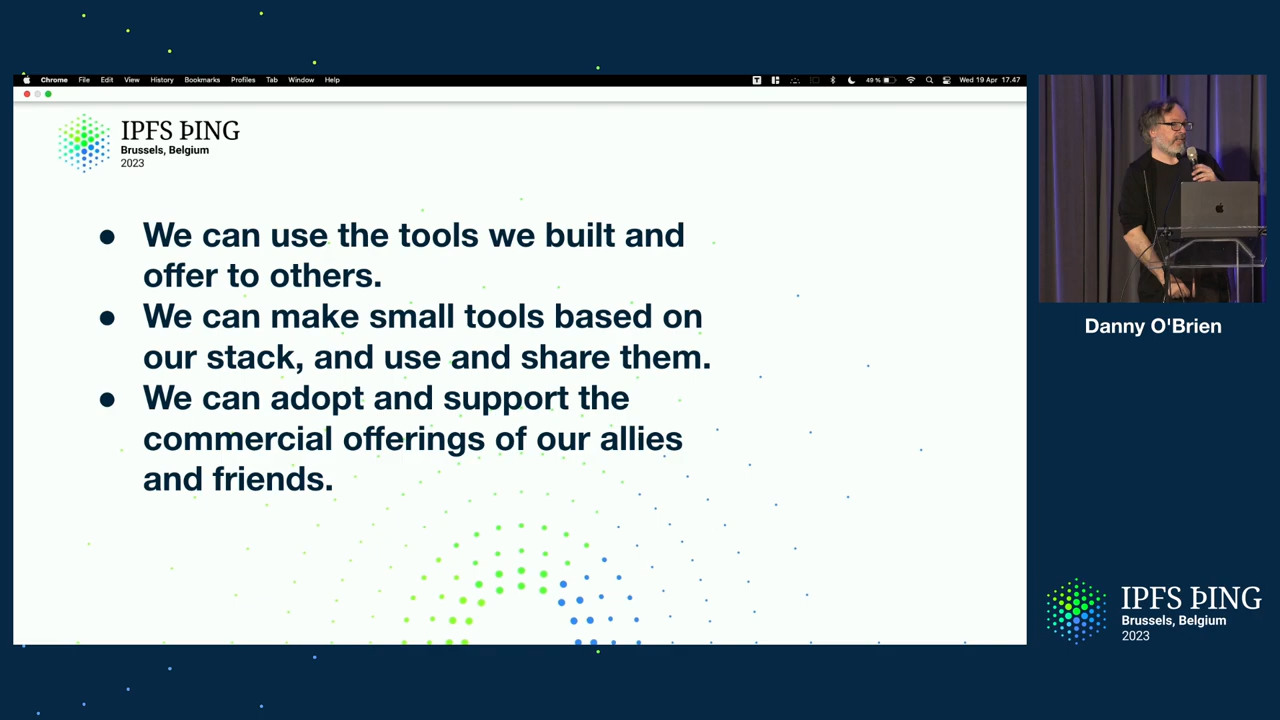 Chrome File Edit View History Bookmarks Profiles Tab Window Help
49% Wed 19 Apr 17.47
IPFS ÞING
Brussels, Belgium
2023
● We can use the tools we built and
offer to others.
● We can make small tools based on
our stack, and use and share them.
● We can adopt and support the
commercial offerings of our allies
and friends.
Danny O'Brien
IPFS ÞING
Brussels, Belgium
2023